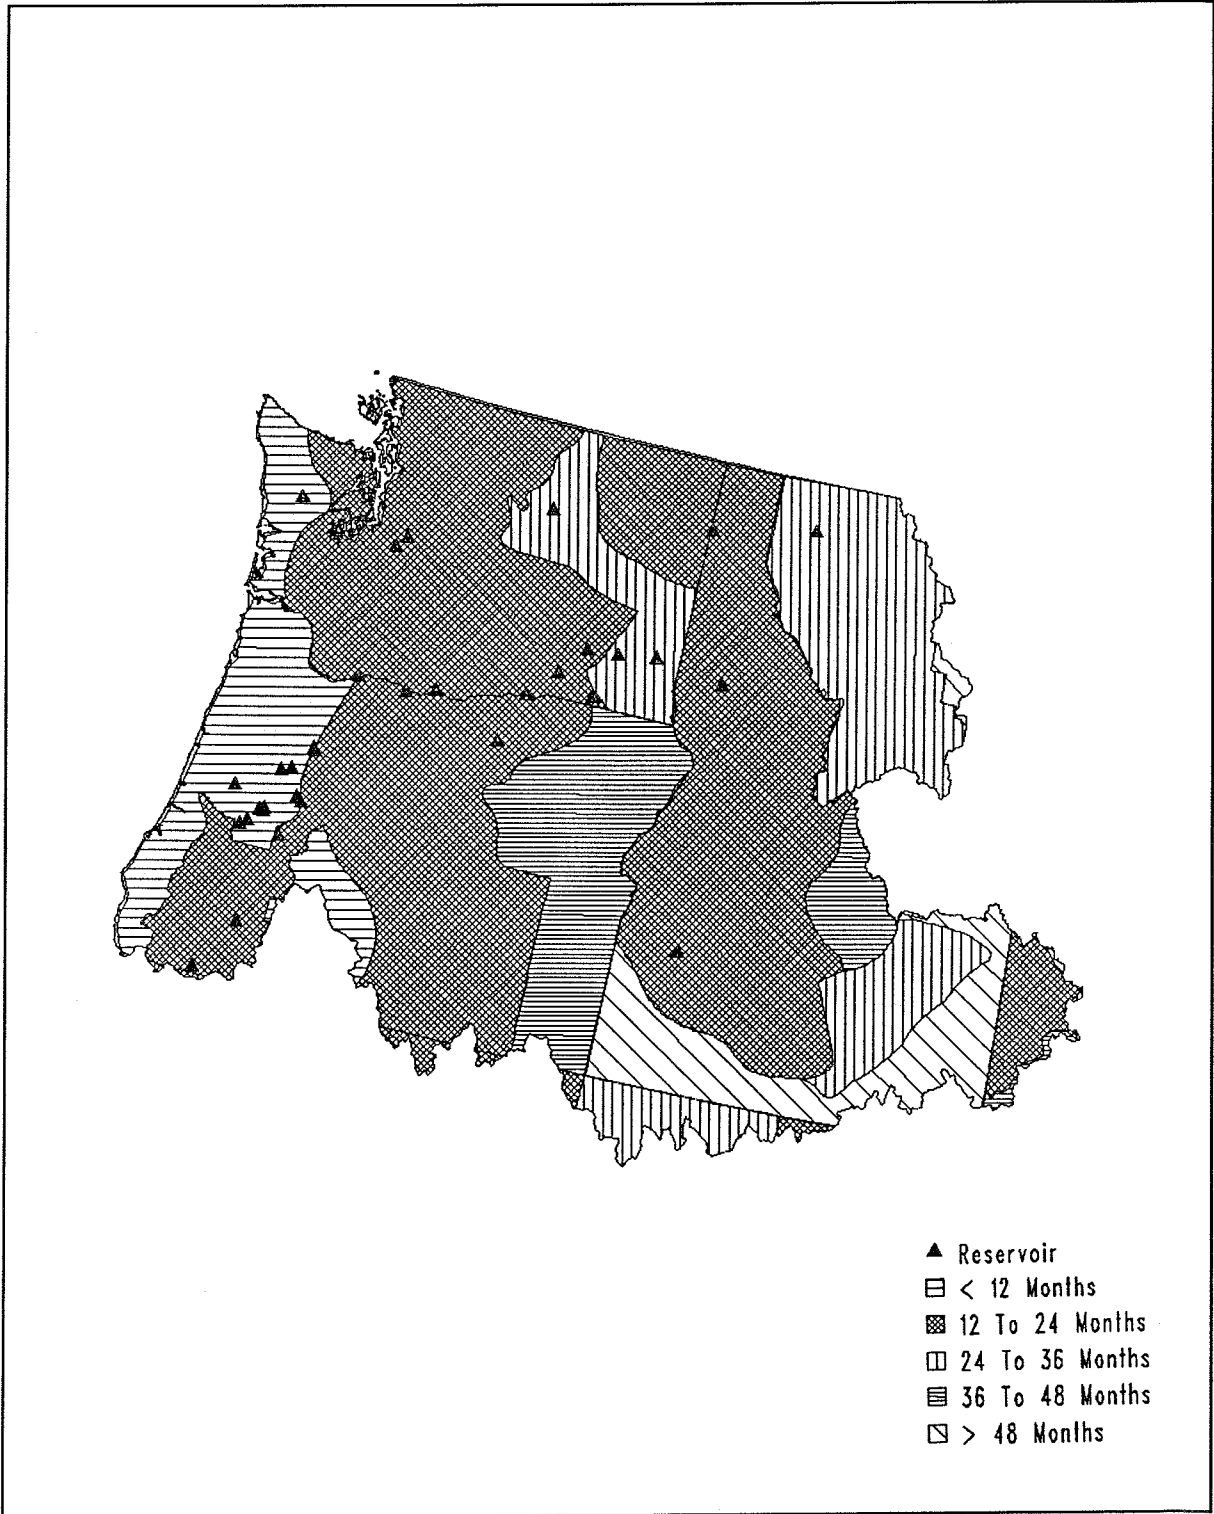 Reservoir
< 12 Months
12 To 24 Months
24 To 36 Months
36 To 48 Months
> 48 Months